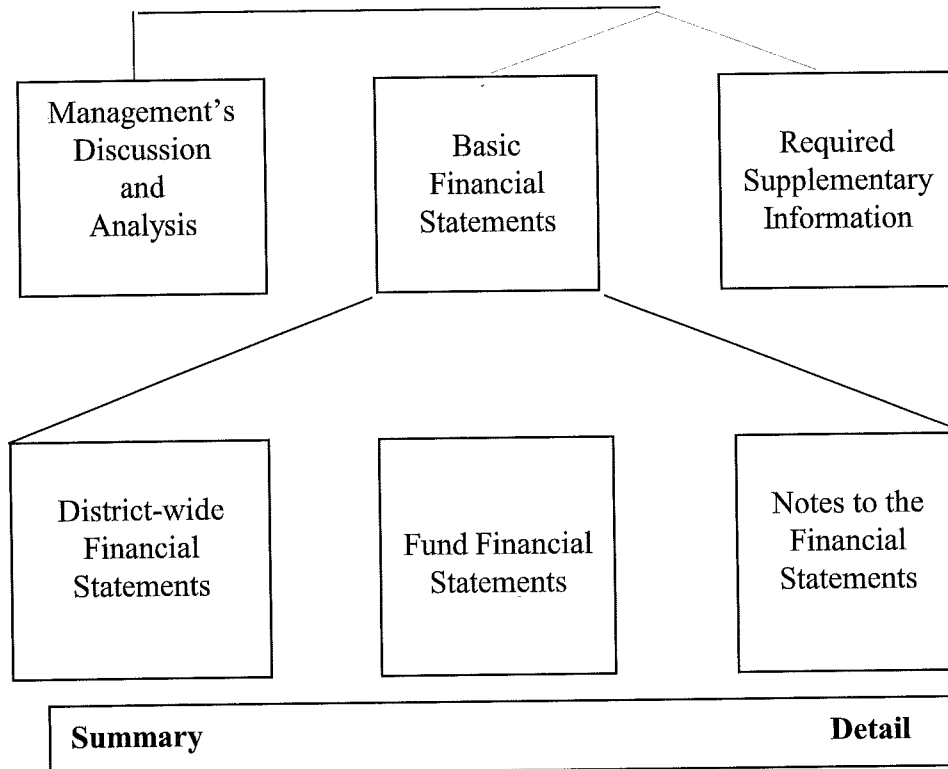 Management's
Discussion
and
Analysis
Basic
Financial
Statements
Required
Supplementary
Information
District-wide
Financial
Statements
Fund Financial
Statements
Notes to the
Financial
Statements
Summary Detail